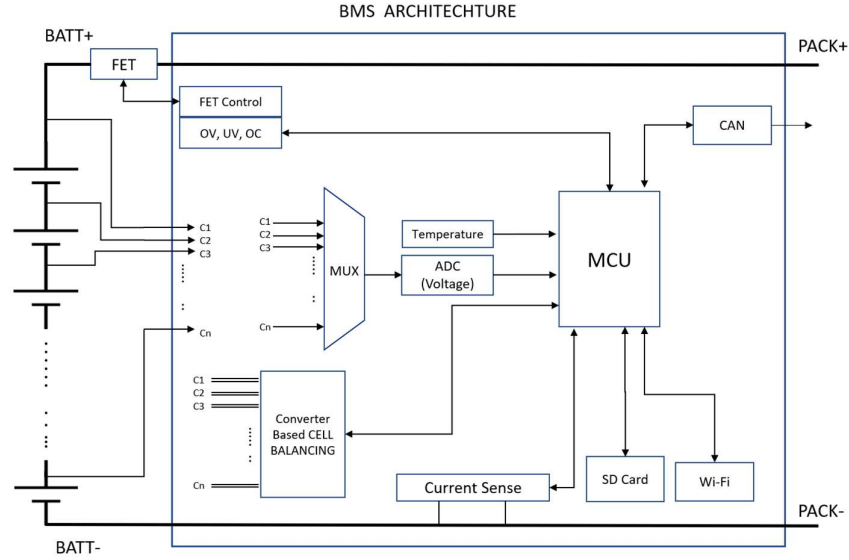 BMS ARCHITECHTURE
BATT+
PACK+
FET
FET Control
OV, UV, OC
CAN
C1
C2
C3
Cn
C1
C2
C3
Cn
MUX
Temperature
ADC
(Voltage)
MCU
C1
C2
C3
Cn
Converter
Based CELL
BALANCING
Current Sense
SD Card
Wi-Fi
PACK-
BATT-